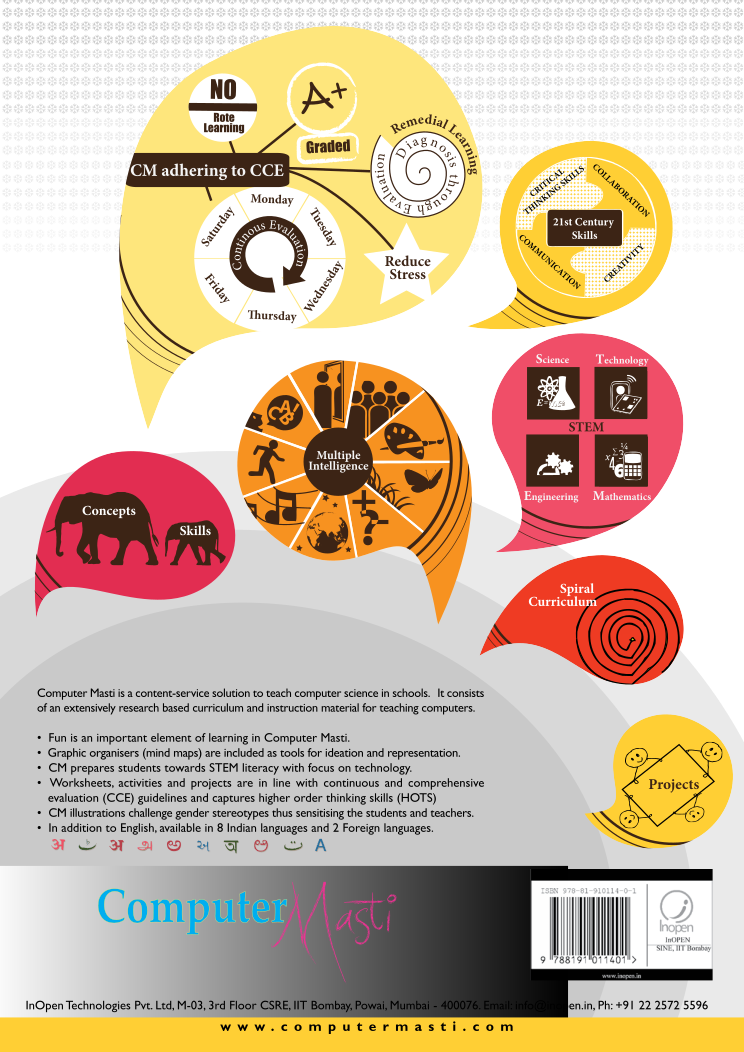 NO
Rote
Learning
A+
Graded
Remedial Learning
Diagnosis through Evaluation
CM adhering to CCE
Monday
Tuesday
Wednesday
Thursday
Friday
Saturday
Continous Evaluation
Reduce
Stress
CRITICAL
THINKING SKILLS
COLLABORATION
21st Century
Skills
COMMUNICATION
CREATIVITY
Science Technology
STEM
Engineering Mathematics
Multiple
Intelligence
Concepts
Skills
Spiral
Curriculum
Computer Masti is a content-service solution to teach computer science in schools. It consists
of an extensively research based curriculum and instruction material for teaching computers.
• Fun is an important element of learning in Computer Masti.
• Graphic organisers (mind maps) are included as tools for ideation and representation.
• CM prepares students towards STEM literacy with focus on technology.
• Worksheets, activities and projects are in line with continuous and comprehensive
evaluation (CCE) guidelines and captures higher order thinking skills (HOTS)
• CM illustrations challenge gender stereotypes thus sensitising the students and teachers.
• In addition to English, available in 8 Indian languages and 2 Foreign languages.
Projects
Computer Masti
ISBN 978-81-910114-0-1
9 788191 011401 >
Inopen
InOPEN
SINE, IIT Bombay
www.inopen.in
InOpen Technologies Pvt. Ltd, M-03, 3rd Floor CSRE, IIT Bombay, Powai, Mumbai - 400076. Email: Ph: +91 22 2572 5596
www.computermasti.com